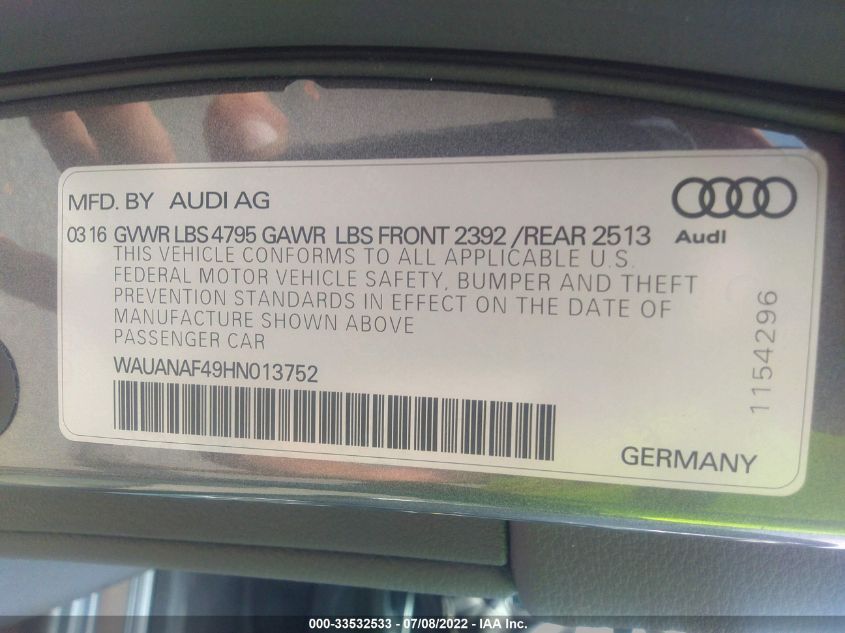 MFD. BY AUDI AG
Audi
03 16 GVWR LBS 4795 GAWR LBS FRONT 2392 /REAR 2513
THIS VEHICLE CONFORMS TO ALL APPLICABLE U.S.
FEDERAL MOTOR VEHICLE SAFETY, BUMPER AND THEFT
PREVENTION STANDARDS IN EFFECT ON THE DATE OF
MANUFACTURE SHOWN ABOVE
PASSENGER CAR
WAUANAF49HN013752
1154296
GERMANY
000-33532533 - 07/08/2022 - IAA Inc.